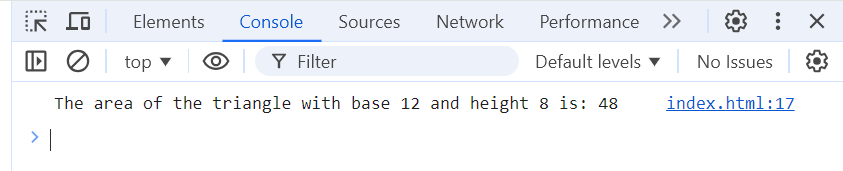 Elements Console Sources Network Performance
top Filter Default levels No Issues
The area of the triangle with base 12 and height 8 is: 48 index.html:17